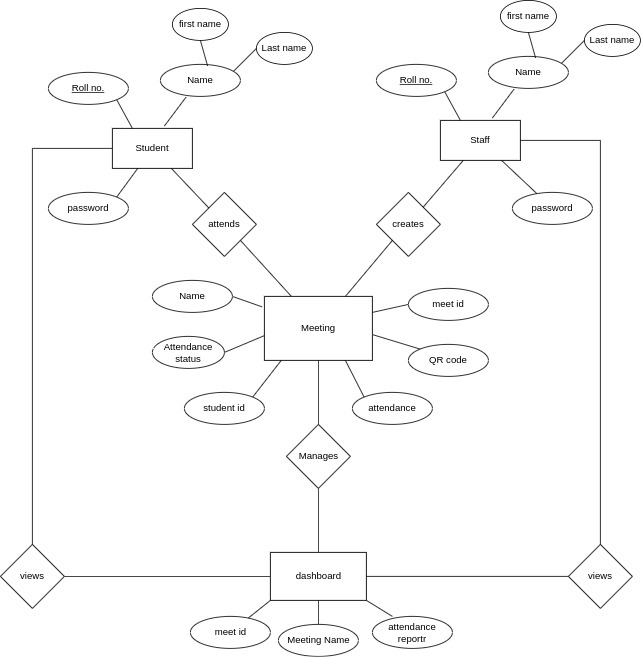 first name
first name
Last name
Last name
Name
Name
Roll no.
Roll no.
Student
Staff
password
password
attends
creates
Name
meet id
Meeting
Attendance
status
QR code
student id
attendance
Manages
views
dashboard
views
meet id
Meeting Name
attendance
reportr